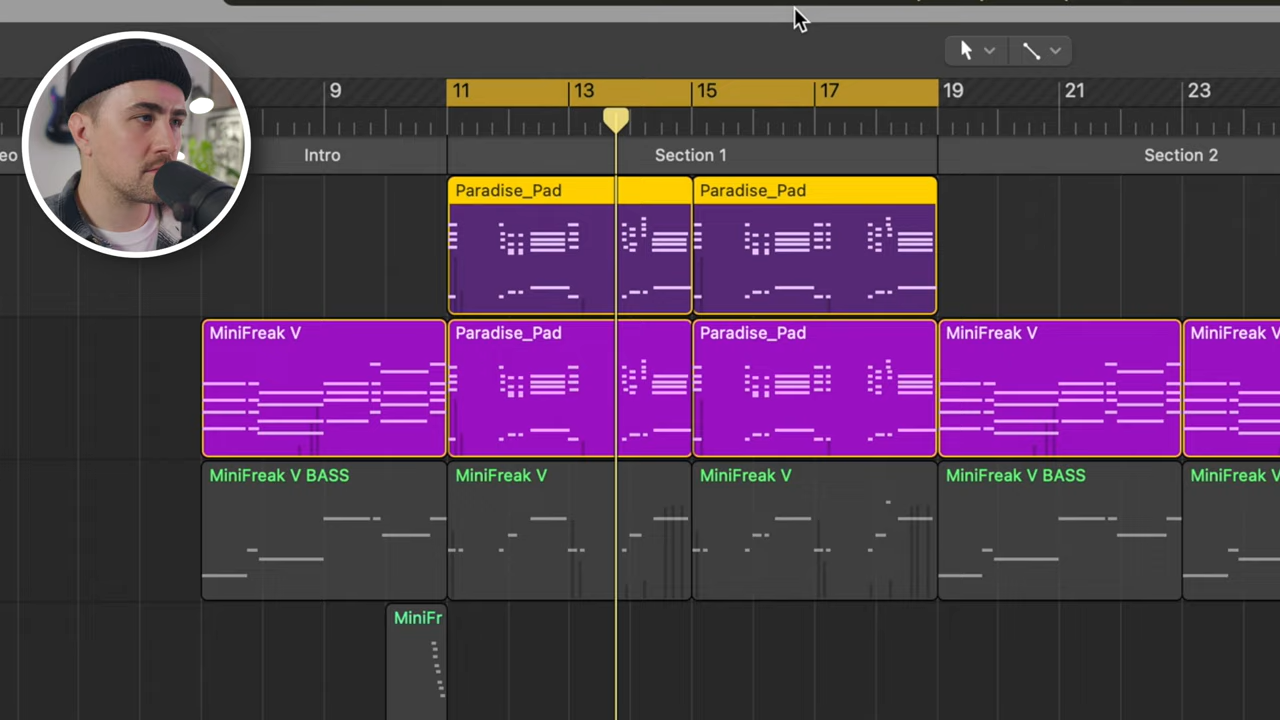 9 11 13 15 17 19 21 23
eo Intro Section 1 Section 2
Paradise_Pad Paradise_Pad
MiniFreak V Paradise_Pad Paradise_Pad MiniFreak V MiniFreak V
MiniFreak V BASS MiniFreak V MiniFreak V MiniFreak V BASS MiniFreak V
MiniFr